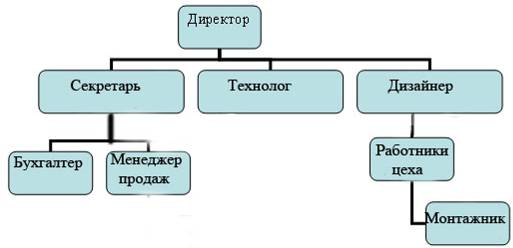 Директор
Секретарь
Технолог
Дизайнер
Бухгалтер
Менеджер
продаж
Работники
цеха
Монтажник